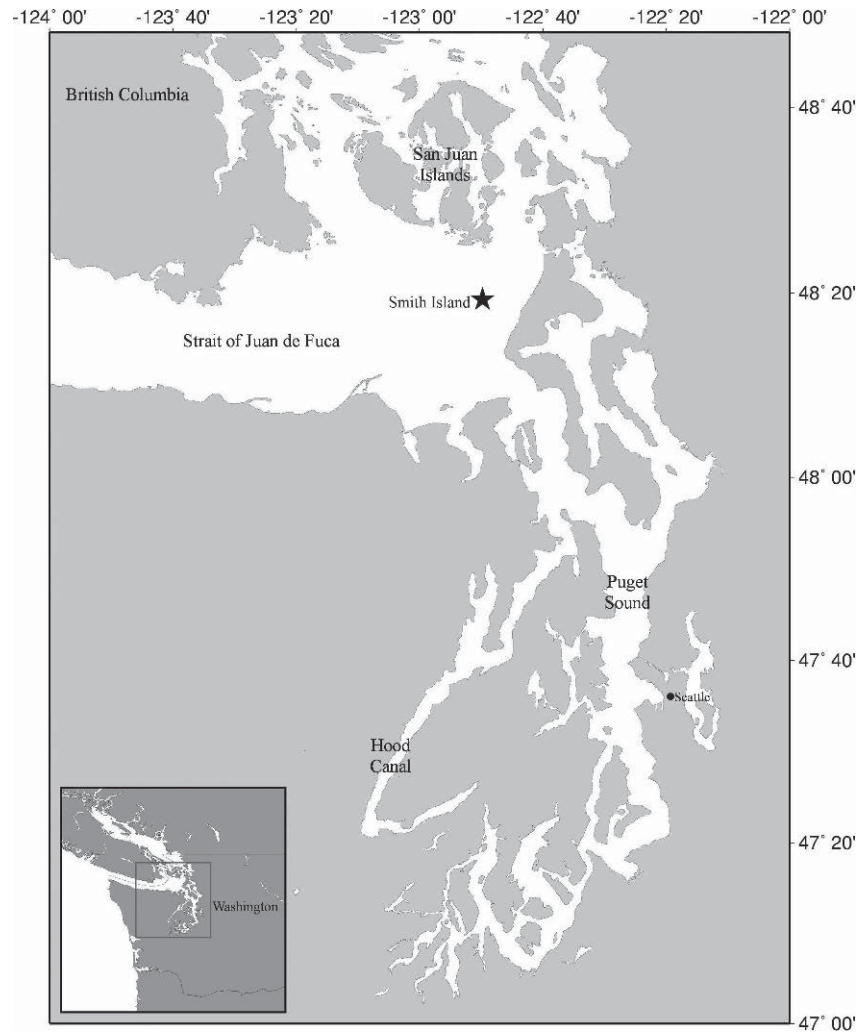 -124° 00' -123° 40' -123° 20' -123° 00' -122° 40' -122° 20' -122° 00'
British Columbia
48° 40'
San Juan
Islands
48° 20'
Smith Island
Strait of Juan de Fuca
48° 00'
Puget
Sound
47° 40'
Seattle
Hood
Canal
47° 20'
Washington
47° 00'